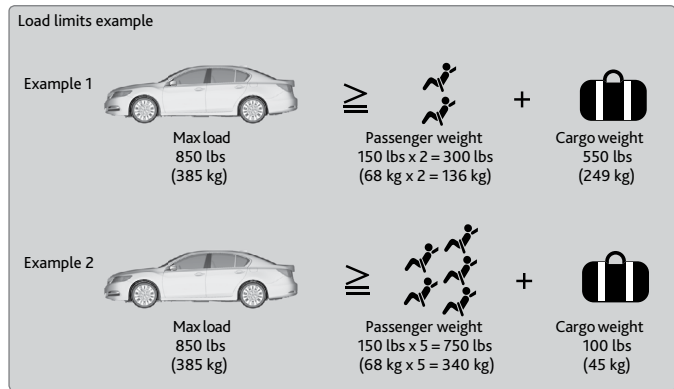 Load limits example
Example 1
≧
+
Max load
850 lbs
(385 kg)
Passenger weight
150 lbs x 2 = 300 lbs
(68 kg x 2 = 136 kg)
Cargo weight
550 lbs
(249 kg)
Example 2
≧
+
Max load
850 lbs
(385 kg)
Passenger weight
150 lbs x 5 = 750 lbs
(68 kg x 5 = 340 kg)
Cargo weight
100 lbs
(45 kg)